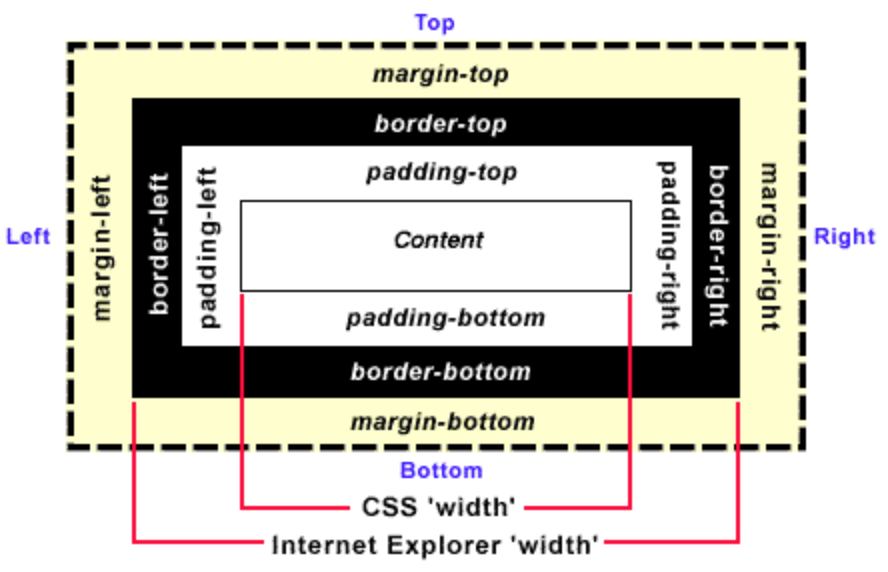 Top
margin-top
border-top
padding-top
Left
margin-left
border-left
padding-left
Content
padding-right
border-right
margin-right
Right
padding-bottom
border-bottom
margin-bottom
Bottom
CSS 'width'
Internet Explorer 'width'